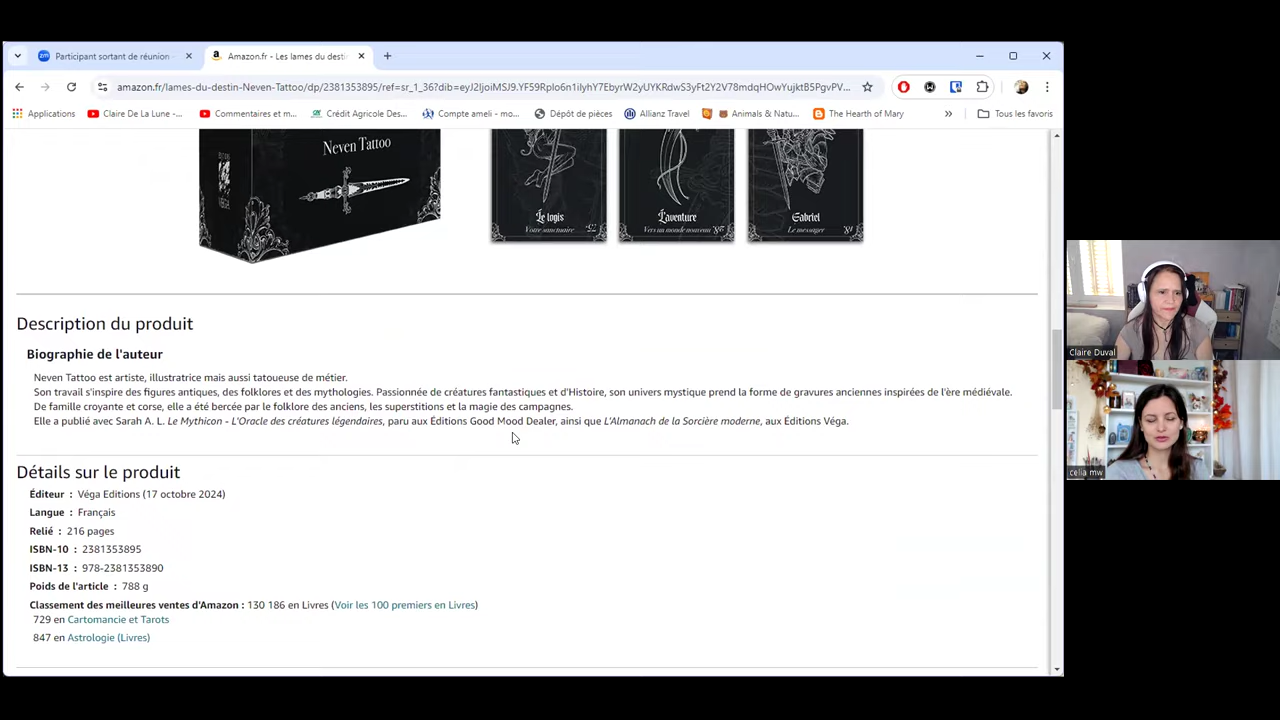 Participant sortant de réunion
Amazon.fr - Les lames du destin
amazon.fr/lames-du-destin-Neven-Tattoo/dp/2381353895/ref=sr_1_36?dib=
Applications
Claire De La Lune -...
Commentaires et m...
Crédit Agricole Des...
Compte ameli - mo...
Dépôt de pièces
Allianz Travel
Animals & Natu...
The Hearth of Mary
»
Tous les favoris
Neven Tattoo
Le logis
Votre sanctuaire
L'aventure
Vers un monde nouveau
Gabriel
Le messager
Description du produit
Biographie de l'auteur
Neven Tattoo est artiste, illustratrice mais aussi tatoueuse de métier.
Son travail s'inspire des figures antiques, des folklores et des mythologies. Passionnée de créatures fantastiques et d'Histoire, son univers mystique prend la forme de gravures anciennes inspirées de l'ère médiévale.
De famille croyante et corse, elle a été bercée par le folklore des anciens, les superstitions et la magie des campagnes.
Elle a publié avec Sarah A. L. Le Mythicon - L'Oracle des créatures légendaires, paru aux Éditions Good Mood Dealer, ainsi que L'Almanach de la Sorcière moderne, aux Éditions Véga.
Détails sur le produit
Éditeur : Véga Editions (17 octobre 2024)
Langue : Français
Relié : 216 pages
ISBN-10 : 2381353895
ISBN-13 : 978-2381353890
Poids de l'article : 788 g
Classement des meilleures ventes d'Amazon : 130 186 en Livres (Voir les 100 premiers en Livres)
729 en Cartomancie et Tarots
847 en Astrologie (Livres)
Claire Duval
celia mw